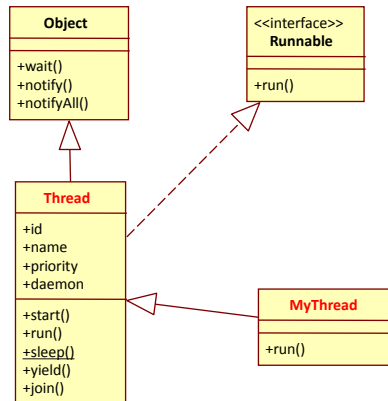 Object
+wait()
+notify()
+notifyAll()
<<interface>>
Runnable
+run()
Thread
+id
+name
+priority
+daemon
+start()
+run()
+sleep()
+yield()
+join()
MyThread
+run()